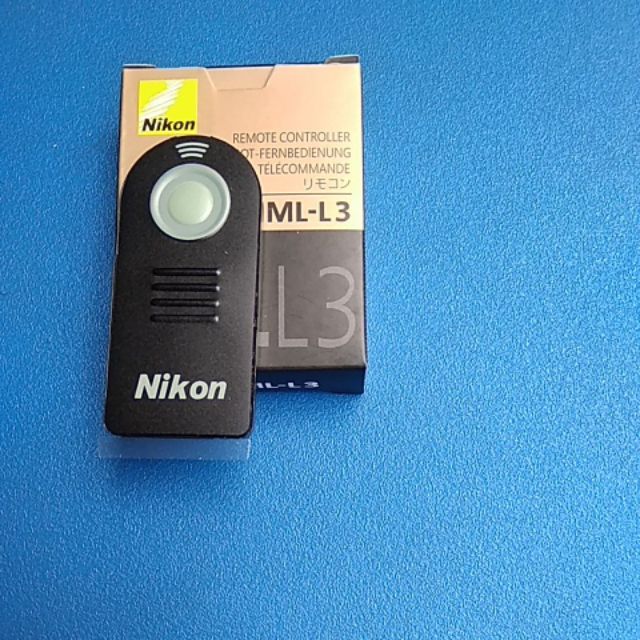 Nikon
REMOTE CONTROLLER
OT-FERNBEDIENUNG
TÉLÉCOMMANDE
リモコン
ML-L3
L3
Nikon
ML-L3